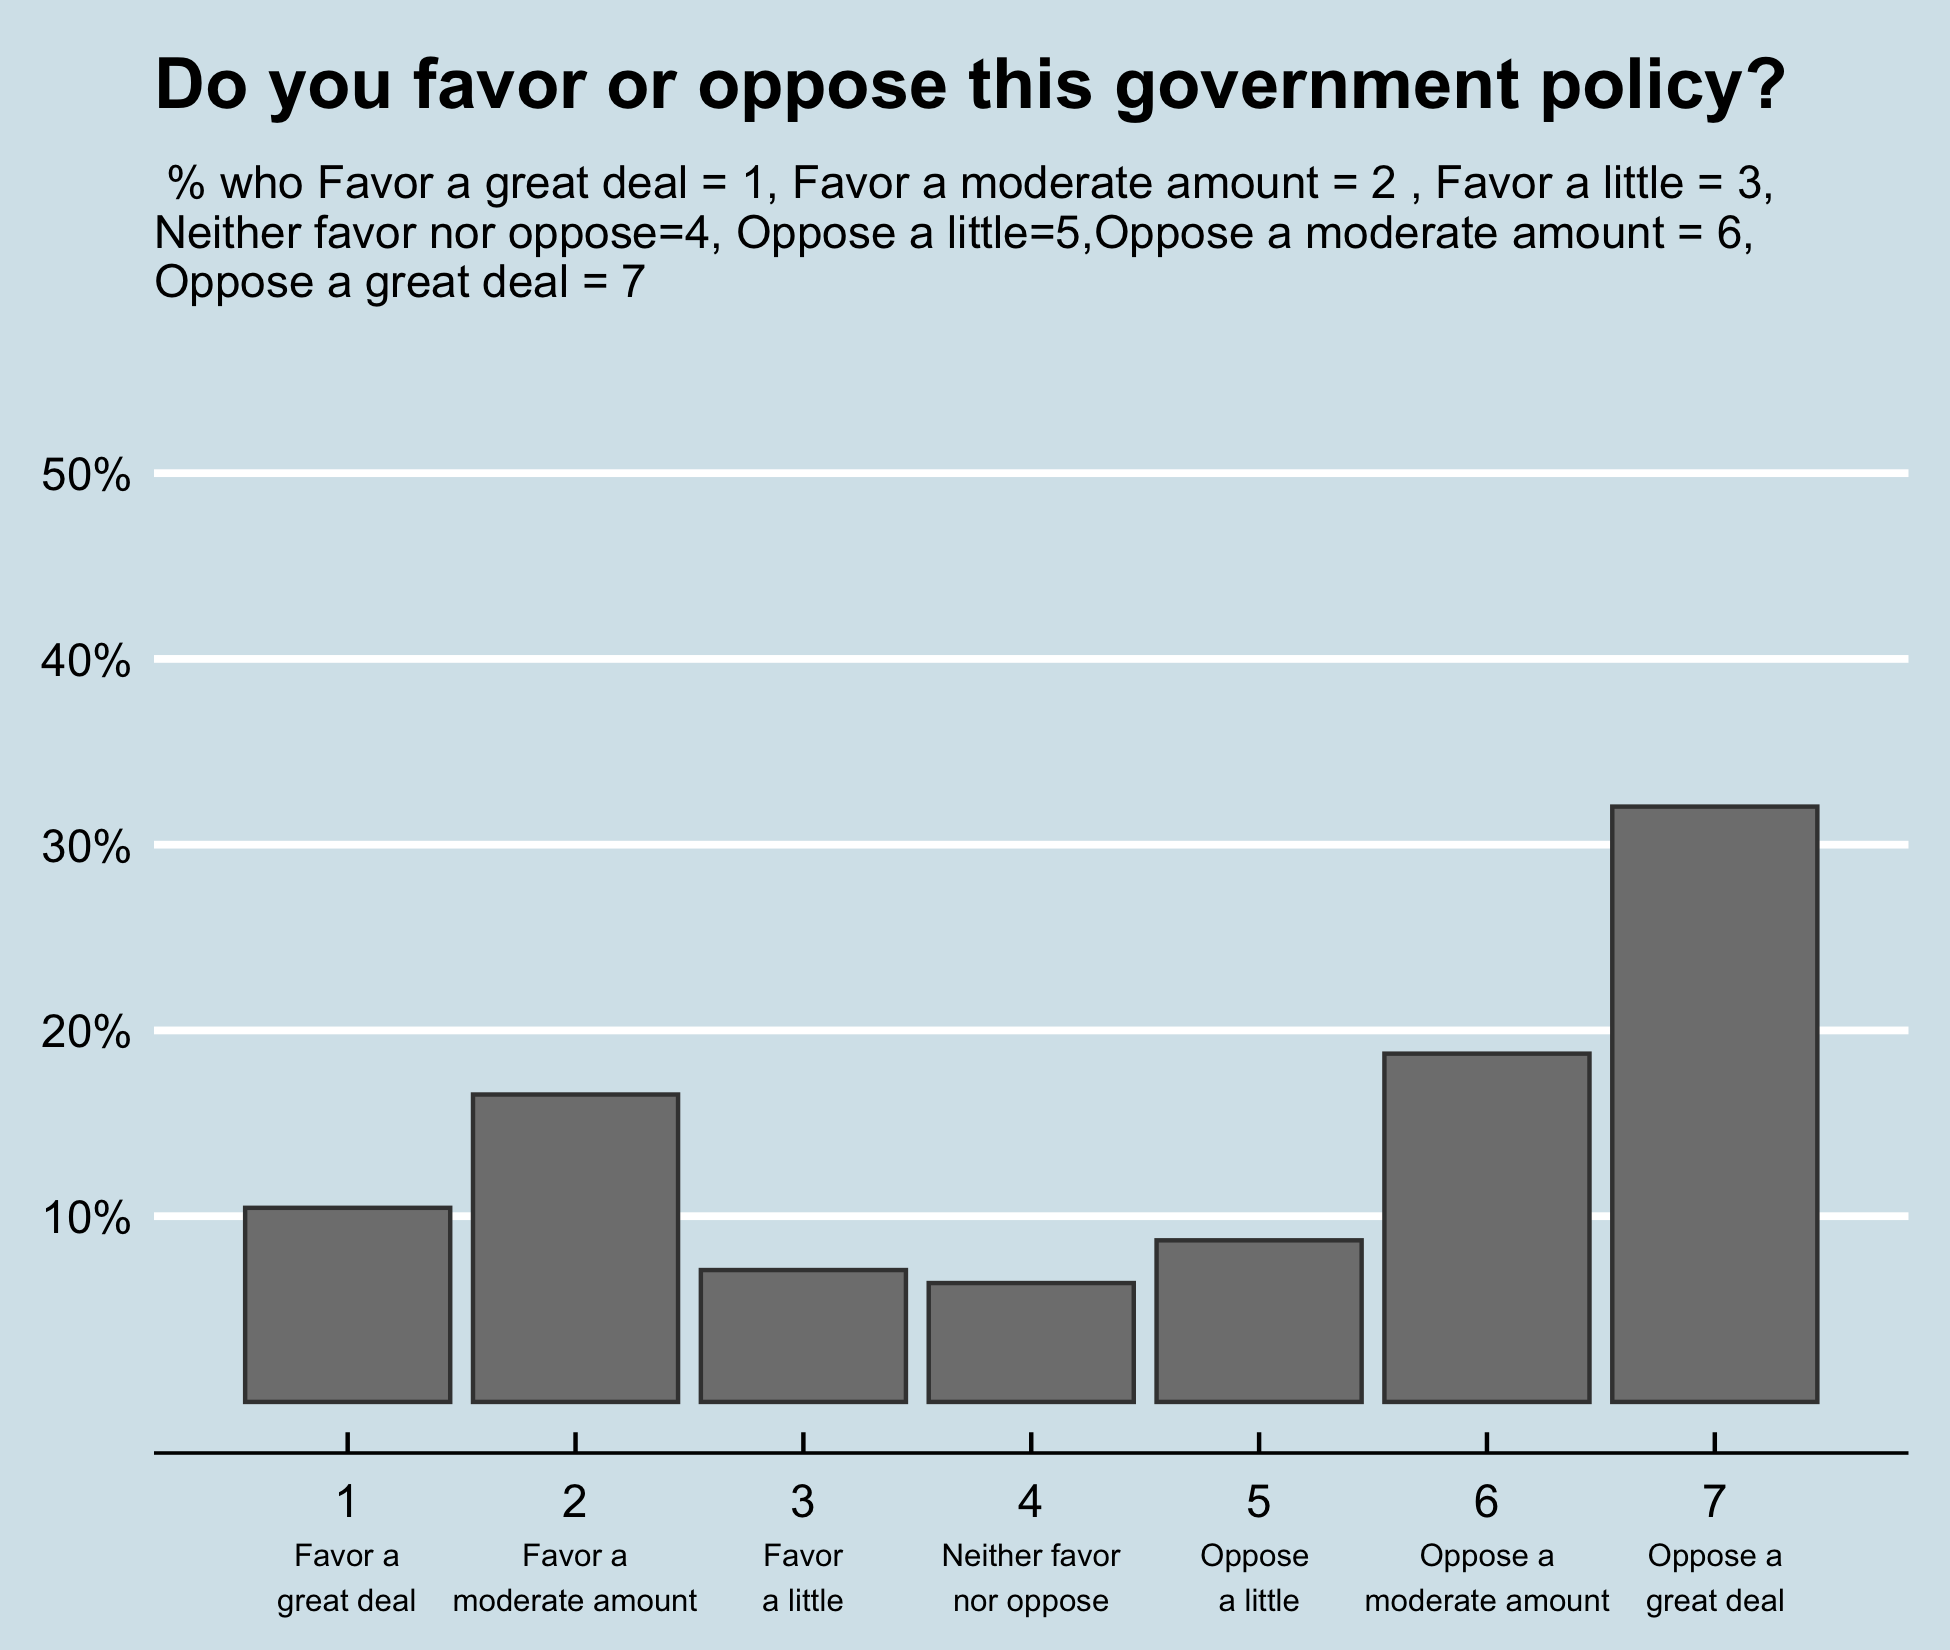 Do you favor or oppose this government policy?
% who Favor a great deal = 1, Favor a moderate amount = 2 , Favor a little = 3,
Neither favor nor oppose=4, Oppose a little=5,Oppose a moderate amount = 6,
Oppose a great deal = 7
50%
40%
30%
20%
10%
1 2 3 4 5 6 7
Favor a Favor a Favor Neither favor Oppose Oppose a Oppose a
great deal moderate amount a little nor oppose a little moderate amount great deal